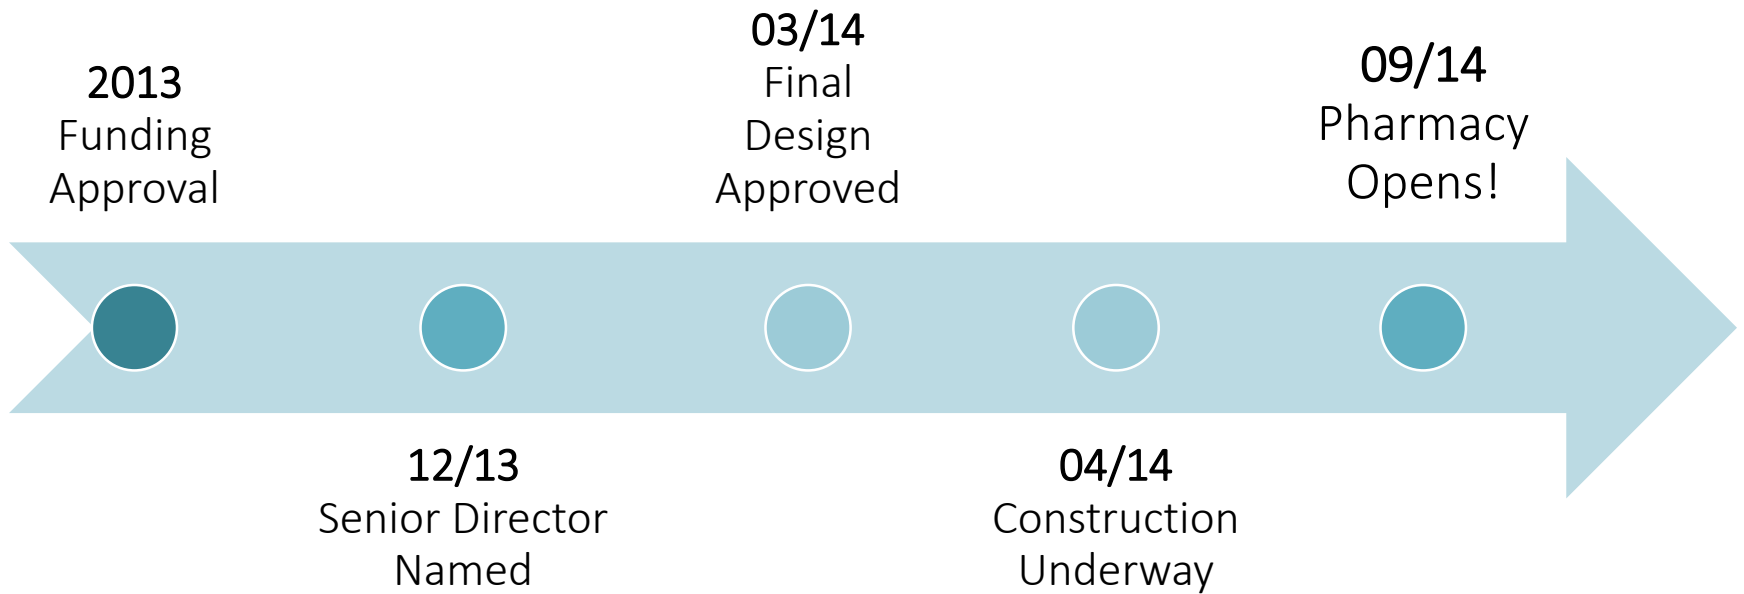 2013
Funding
Approval
12/13
Senior Director
Named
03/14
Final
Design
Approved
04/14
Construction
Underway
09/14
Pharmacy
Opens!